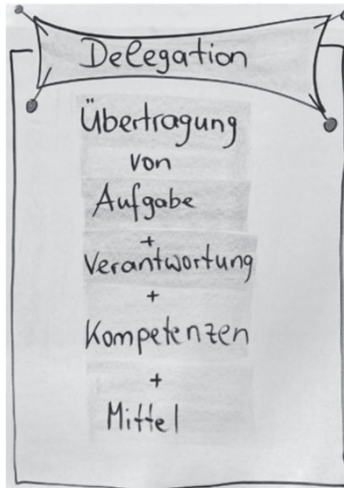 Delegation
Übertragung
von
Aufgabe
+
Verantwortung
+
Kompetenzen
+
Mittel